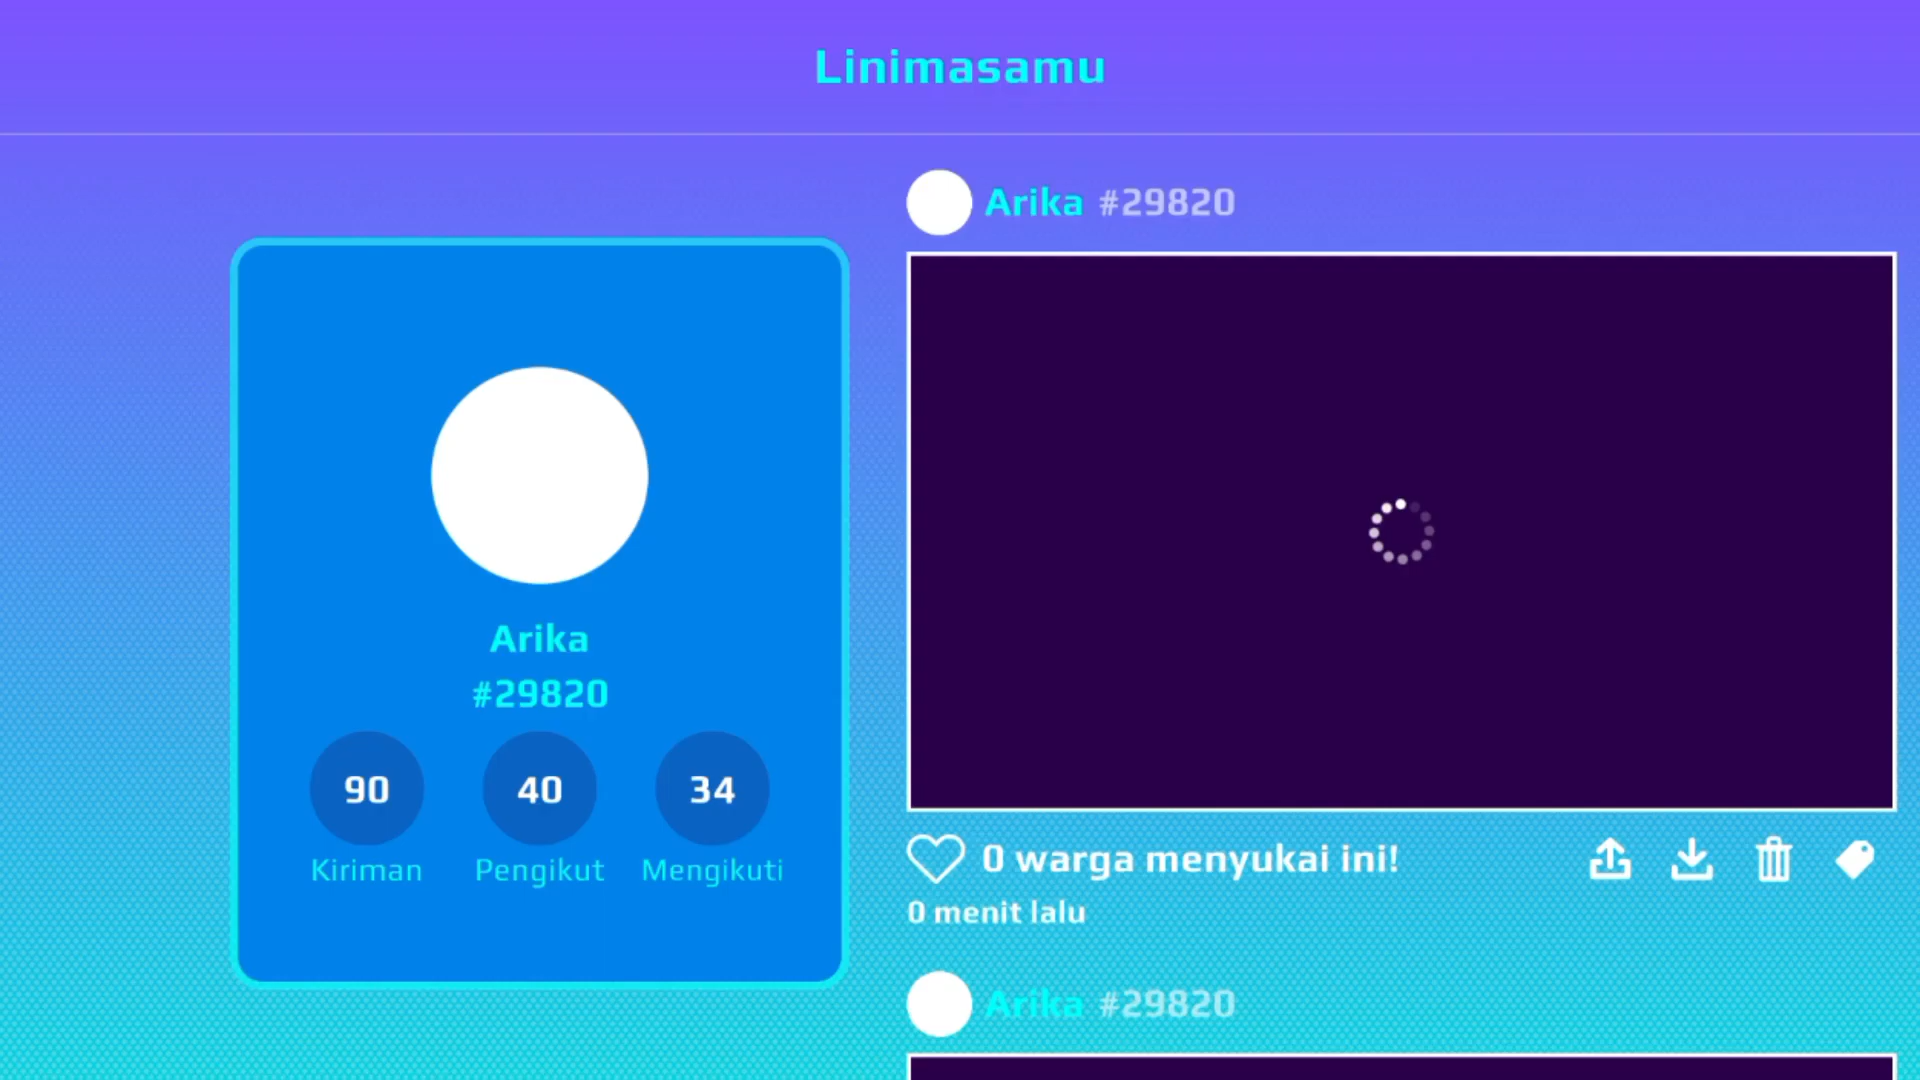 Linimasamu
Arika #29820
Arika
#29820
90 40 34
Kiriman Pengikut Mengikuti
0 warga menyukai ini!
0 menit lalu
Arika #29820